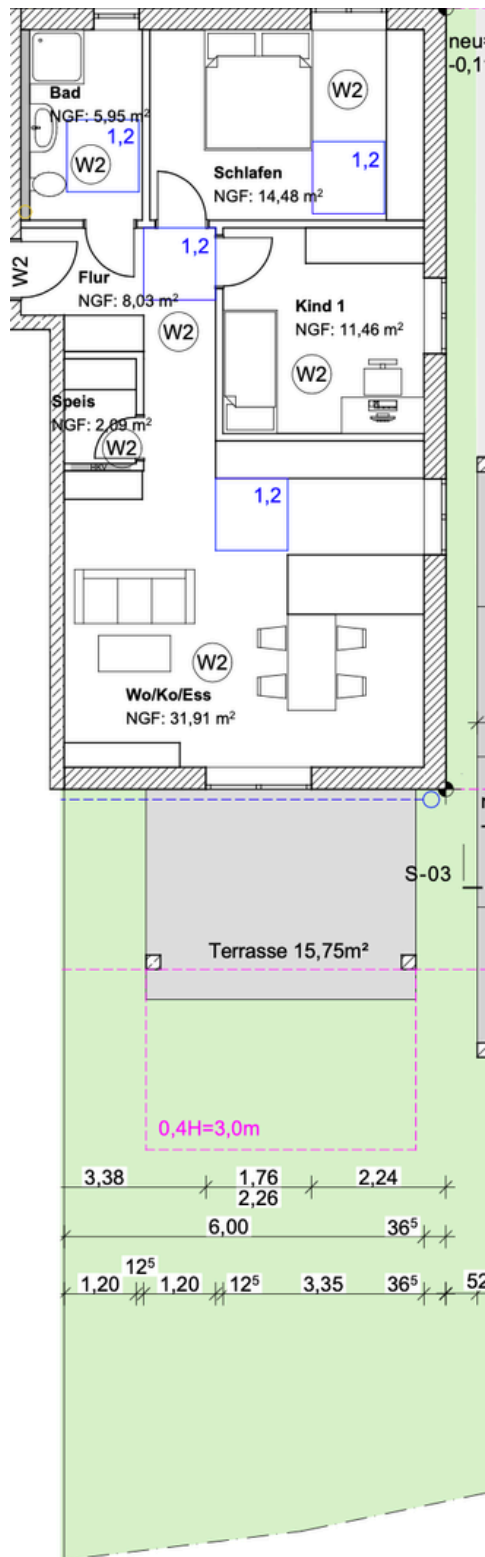 neu=
-0,1
Bad
NGF: 5,95 m²
1,2
W2
W2
1,2
Schlafen
NGF: 14,48 m²
W2
1,2
Flur
NGF: 8,03 m²
W2
Kind 1
NGF: 11,46 m²
W2
Speis
NGF: 2,09 m²
W2
HKV
1,2
W2
Wo/Ko/Ess
NGF: 31,91 m²
S-03
Terrasse 15,75m²
0,4H=3,0m
3,38 1,76 2,24
2,26
6,00 36⁵
12⁵
1,20 1,20 12⁵ 3,35 36⁵ 52